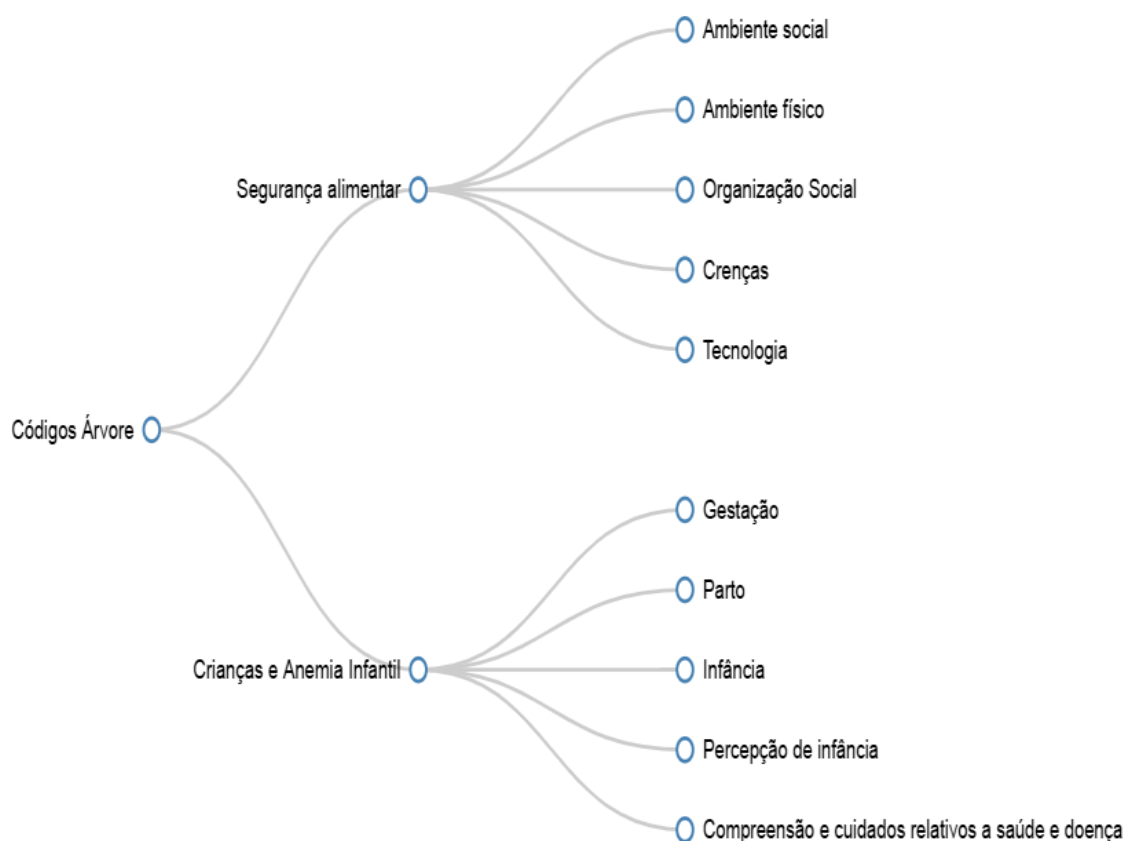 Códigos Árvore
Segurança alimentar
Ambiente social
Ambiente físico
Organização Social
Crenças
Tecnologia
Crianças e Anemia Infantil
Gestação
Parto
Infância
Percepção de infância
Compreensão e cuidados relativos a saúde e doença